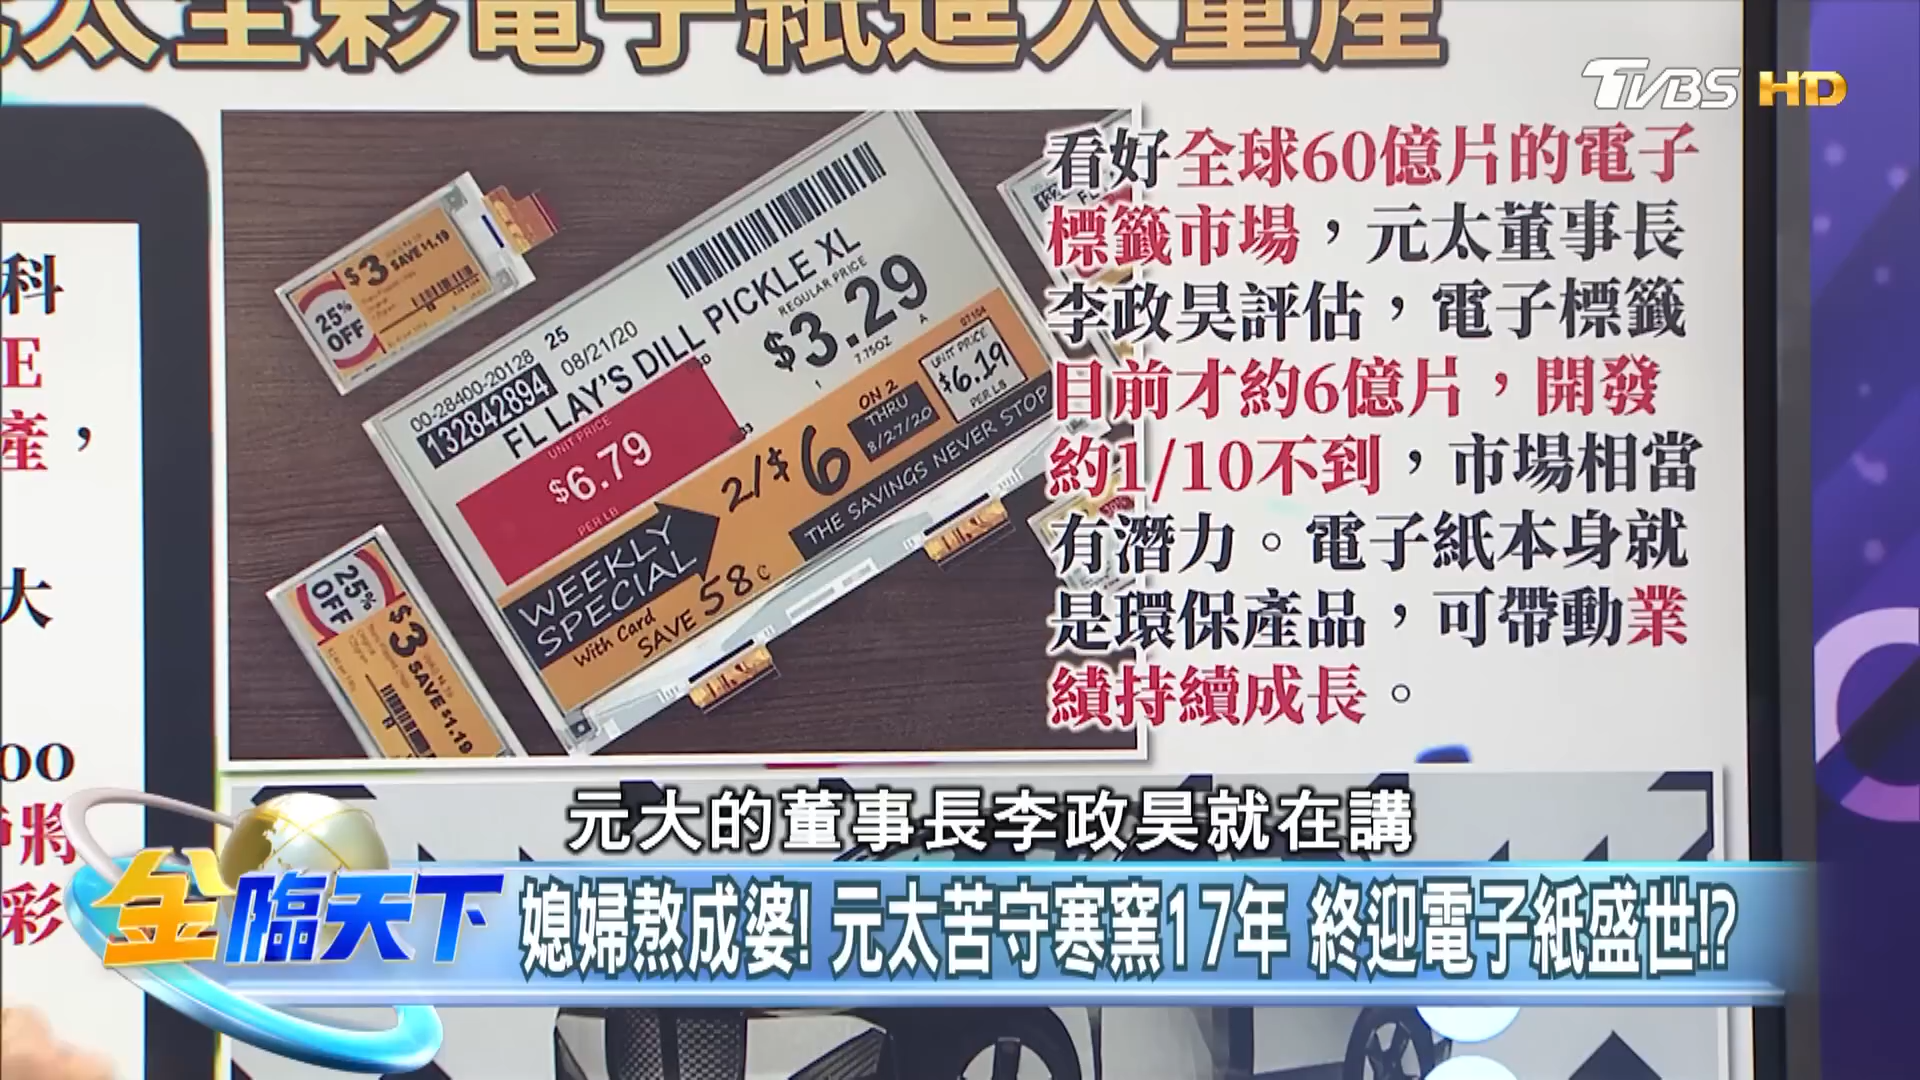 太全彩電子紙進入量產
TVBS HD
看好全球60億片的電子
標籤市場，元太董事長
李政昊評估，電子標籤
目前才約6億片，開發
約1/10不到，市場相當
有潛力。電子紙本身就
是環保產品，可帶動業
績持續成長。
科
E
產，
大
00
將
彩
$3
SAVE $1.19
25%
OFF
00-28400-20128 25
132842894 08/21/20
FL LAY'S DILL PICKLE XL
REGULAR PRICE
$3.29
7.75OZ
1
A
UNIT PRICE
$6.79
PER LB
07104
UNIT PRICE
$6.19
PER LB
ON 2
THRU
8/27/20
2/$6
THE SAVINGS NEVER STOP
WEEKLY
SPECIAL
With Card
SAVE 58¢
25%
OFF
$3
SAVE $1.19
元大的董事長李政昊就在講
金臨天下
媳婦熬成婆! 元太苦守寒窯17年 終迎電子紙盛世!?